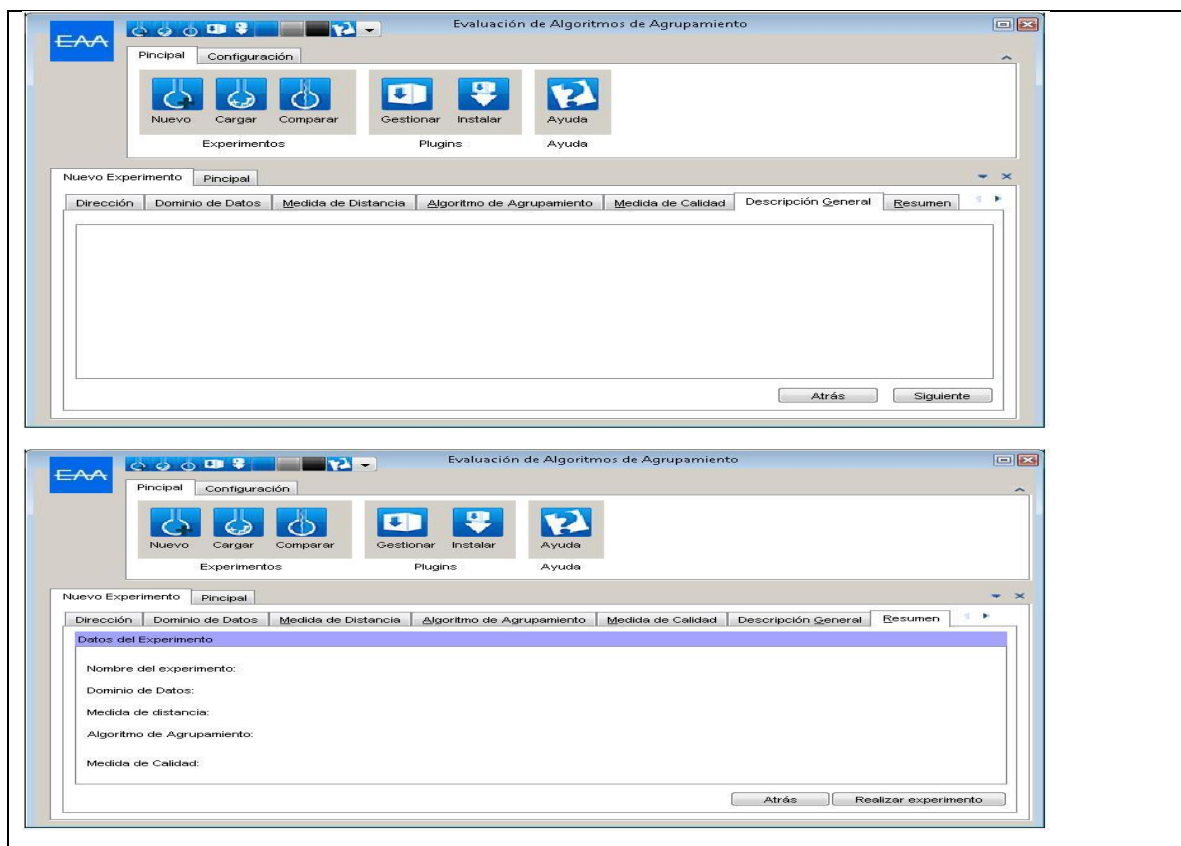 Evaluación de Algoritmos de Agrupamiento
EAA
Pincipal Configuración
Nuevo Cargar Comparar Gestionar Instalar Ayuda
Experimentos Plugins Ayuda
Nuevo Experimento Pincipal
Dirección Dominio de Datos Medida de Distancia Algoritmo de Agrupamiento Medida de Calidad Descripción General Resumen
Atrás Siguiente
Evaluación de Algoritmos de Agrupamiento
EAA
Pincipal Configuración
Nuevo Cargar Comparar Gestionar Instalar Ayuda
Experimentos Plugins Ayuda
Nuevo Experimento Pincipal
Dirección Dominio de Datos Medida de Distancia Algoritmo de Agrupamiento Medida de Calidad Descripción General Resumen
Datos del Experimento
Nombre del experimento:
Dominio de Datos:
Medida de distancia:
Algoritmo de Agrupamiento:
Medida de Calidad:
Atrás Realizar experimento